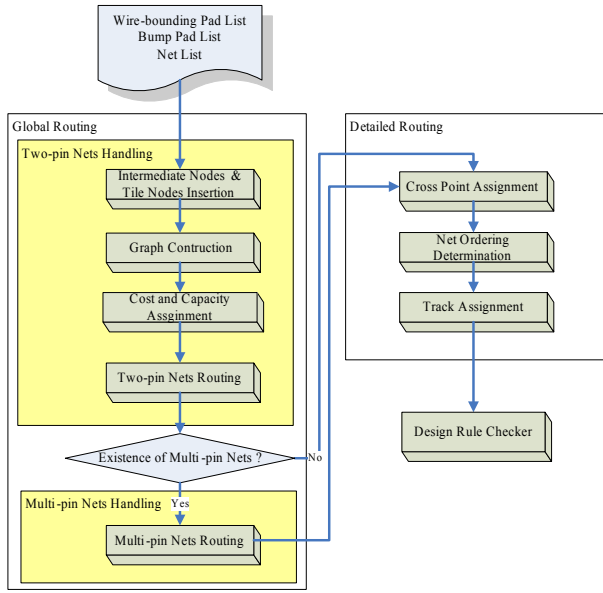 Wire-bounding Pad List
Bump Pad List
Net List
Global Routing
Two-pin Nets Handling
Intermediate Nodes &
Tile Nodes Insertion
Graph Contruction
Cost and Capacity
Assginment
Two-pin Nets Routing
Existence of Multi-pin Nets ?
No
Yes
Multi-pin Nets Handling
Multi-pin Nets Routing
Detailed Routing
Cross Point Assignment
Net Ordering
Determination
Track Assignment
Design Rule Checker